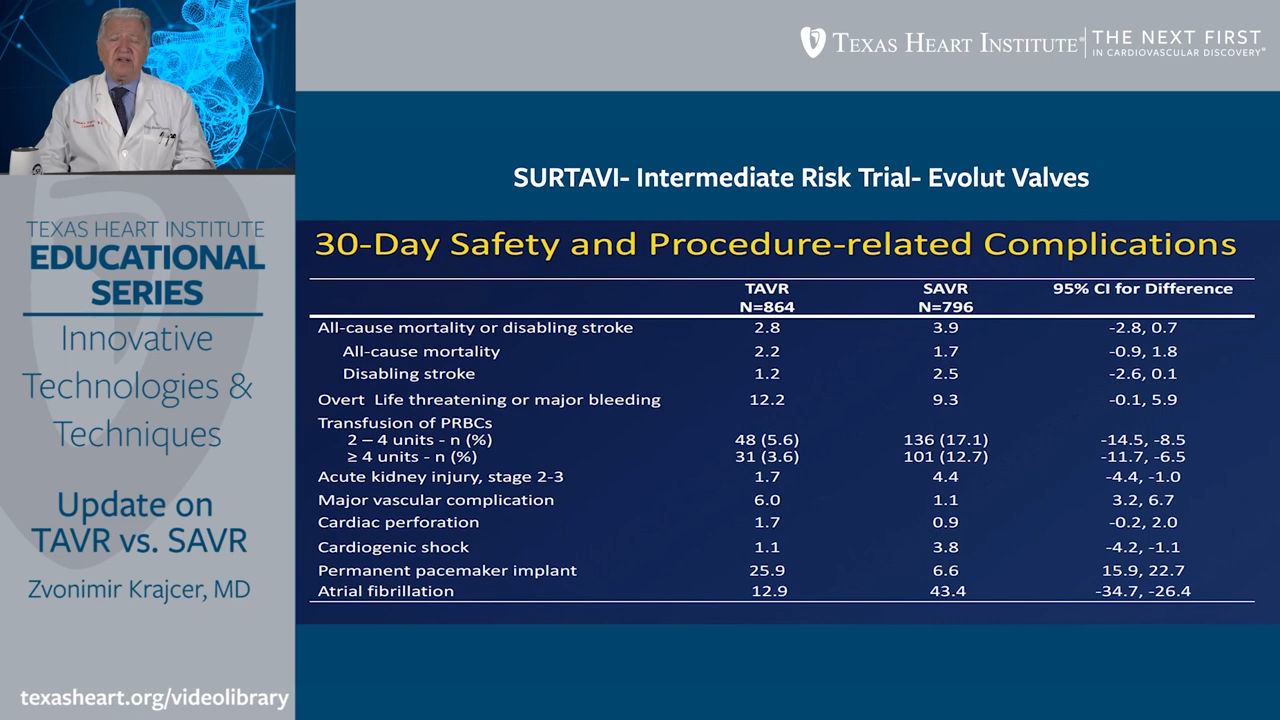 TEXAS HEART INSTITUTE® THE NEXT FIRST
IN CARDIOVASCULAR DISCOVERY®
TEXAS HEART INSTITUTE
EDUCATIONAL
SERIES
Innovative
Technologies &
Techniques
Update on
TAVR vs. SAVR
Zvonimir Krajcer, MD
texasheart.org/videolibrary
SURTAVI- Intermediate Risk Trial- Evolut Valves
30-Day Safety and Procedure-related Complications
TAVR SAVR 95% CI for Difference
N=864 N=796
All-cause mortality or disabling stroke 2.8 3.9 -2.8, 0.7
All-cause mortality 2.2 1.7 -0.9, 1.8
Disabling stroke 1.2 2.5 -2.6, 0.1
Overt Life threatening or major bleeding 12.2 9.3 -0.1, 5.9
Transfusion of PRBCs
2 – 4 units - n (%) 48 (5.6) 136 (17.1) -14.5, -8.5
≥ 4 units - n (%) 31 (3.6) 101 (12.7) -11.7, -6.5
Acute kidney injury, stage 2-3 1.7 4.4 -4.4, -1.0
Major vascular complication 6.0 1.1 3.2, 6.7
Cardiac perforation 1.7 0.9 -0.2, 2.0
Cardiogenic shock 1.1 3.8 -4.2, -1.1
Permanent pacemaker implant 25.9 6.6 15.9, 22.7
Atrial fibrillation 12.9 43.4 -34.7, -26.4